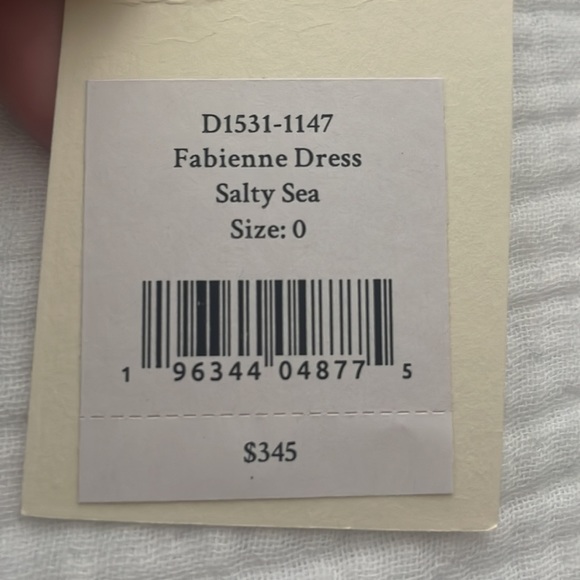 D1531-1147
Fabienne Dress
Salty Sea
Size: 0
1 96344 04877 5
$345